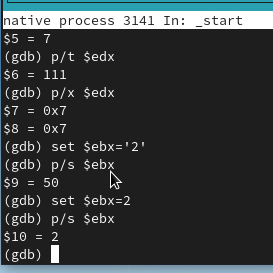 native process 3141 In: _start
$5 = 7
(gdb) p/t $edx
$6 = 111
(gdb) p/x $edx
$7 = 0x7
$8 = 0x7
(gdb) set $ebx='2'
(gdb) p/s $ebx
$9 = 50
(gdb) set $ebx=2
(gdb) p/s $ebx
$10 = 2
(gdb)